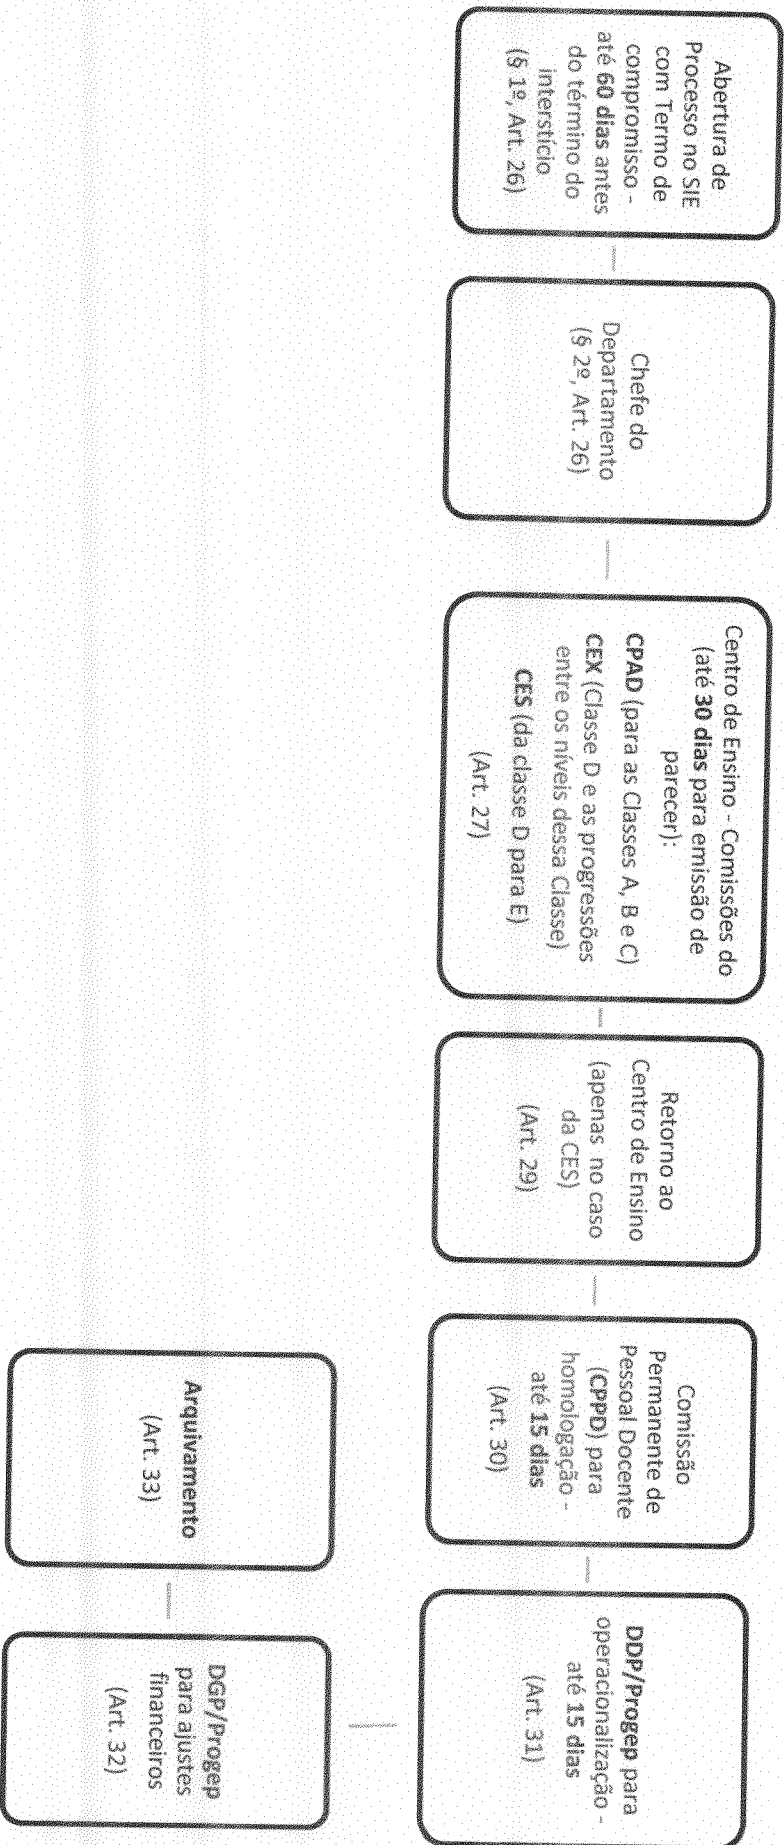 Abertura de
Processo no SIE
com Termo de
compromisso -
até 60 dias antes
do término do
interstício
(§ 1º, Art. 26)
Chefe do
Departamento
(§ 2º, Art. 26)
Centro de Ensino - Comissões do
(até 30 dias para emissão de
parecer):
CPAD (para as Classes A, B e C)
CEX (Classe D e as progressões
entre os níveis dessa Classe)
CES (da classe D para E)
(Art. 27)
Retorno ao
Centro de Ensino
(apenas no caso
da CES)
(Art. 29)
Comissão
Permanente de
Pessoal Docente
(CPPD) para
homologação -
até 15 dias
(Art. 30)
DDP/Progep para
operacionalização -
até 15 dias
(Art. 31)
DGP/Progep
para ajustes
financeiros
(Art. 32)
Arquivamento
(Art. 33)